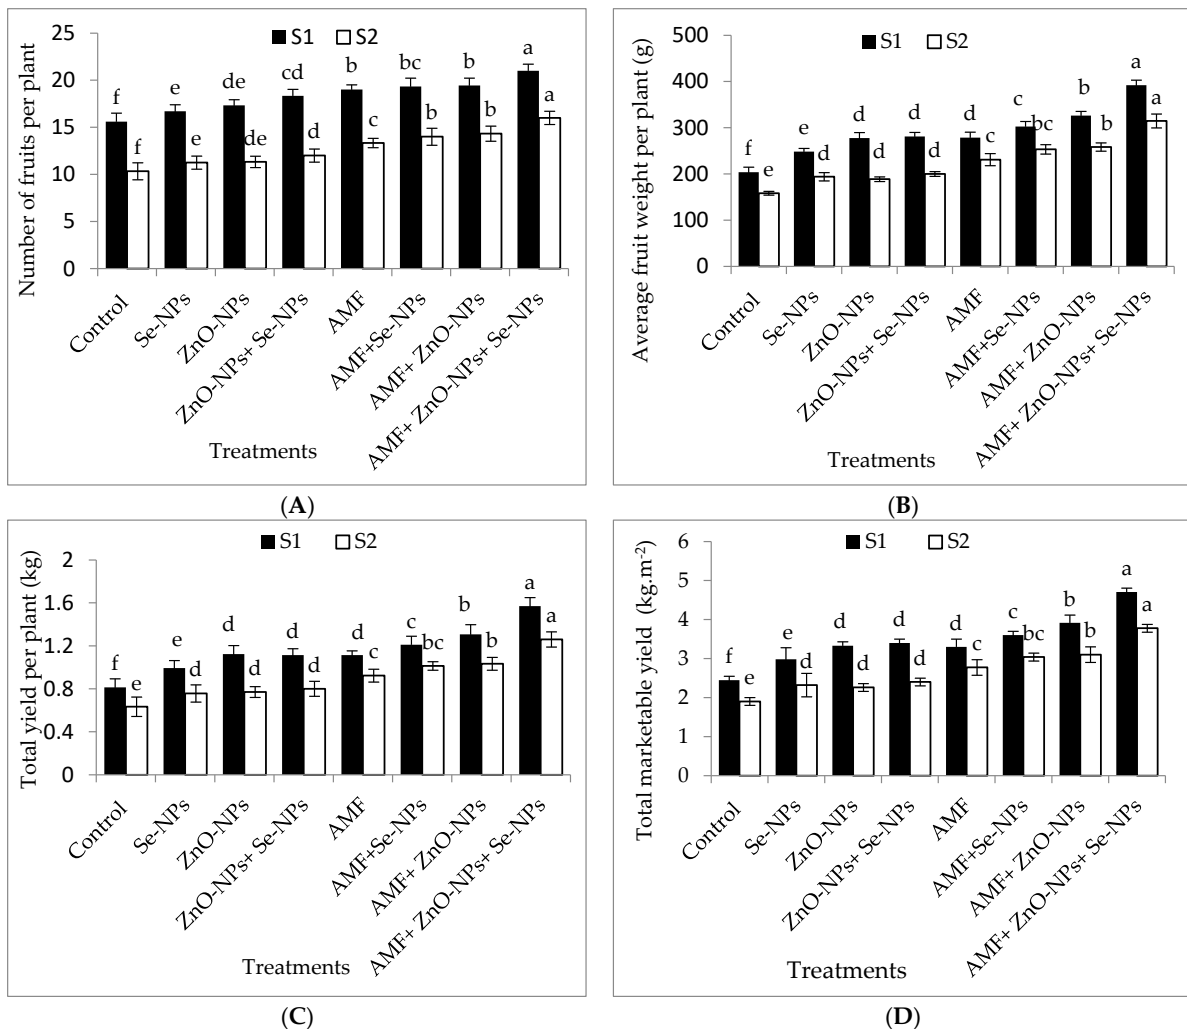 S1 S2
Number of fruits per plant
25
20
15
10
5
0
f e de cd b bc b a
f e de d c b b a
Control
Se-NPs
ZnO-NPs
ZnO-NPs+ Se-NPs
AMF
AMF+Se-NPs
AMF+ ZnO-NPs
AMF+ ZnO-NPs+ Se-NPs
Treatments
(A)
S1 S2
Average fruit weight per plant (g)
500
400
300
200
100
0
f e d d d c b a
e d d d c bc b a
Control
Se-NPs
ZnO-NPs
ZnO-NPs+ Se-NPs
AMF
AMF+Se-NPs
AMF+ ZnO-NPs
AMF+ ZnO-NPs+ Se-NPs
Treatments
(B)
S1 S2
Total yield per plant (kg)
2
1.6
1.2
0.8
0.4
0
f e d d d c b a
e d d d c bc b a
Control
Se-NPs
ZnO-NPs
ZnO-NPs+ Se-NPs
AMF
AMF+Se-NPs
AMF+ ZnO-NPs
AMF+ ZnO-NPs+ Se-NPs
Treatments
(C)
S1 S2
Total marketable yield (kg.m-2)
6
5
4
3
2
1
0
f e d d d c b a
e d d d c bc b a
Control
Se-NPs
ZnO-NPs
ZnO-NPs+ Se-NPs
AMF
AMF+Se-NPs
AMF+ ZnO-NPs
AMF+ ZnO-NPs+ Se-NPs
Treatments
(D)